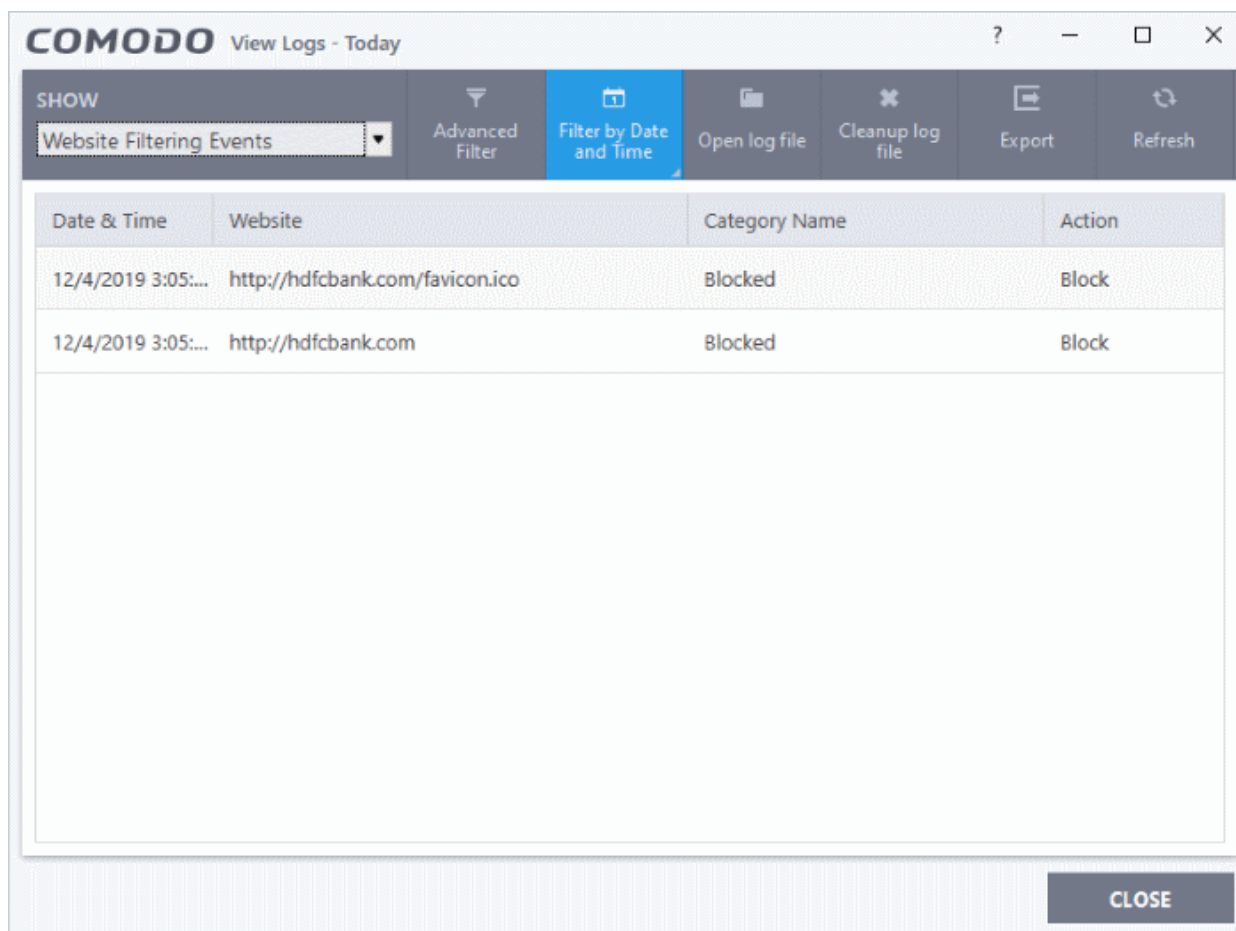 COMODO View Logs - Today ?
SHOW
Website Filtering Events
Advanced
Filter
1
Filter by Date
and Time
Open log file
Cleanup log
file
Export
Refresh
Date & Time Website Category Name Action
12/4/2019 3:05:... http://hdfcbank.com/favicon.ico Blocked Block
12/4/2019 3:05:... http://hdfcbank.com Blocked Block
CLOSE